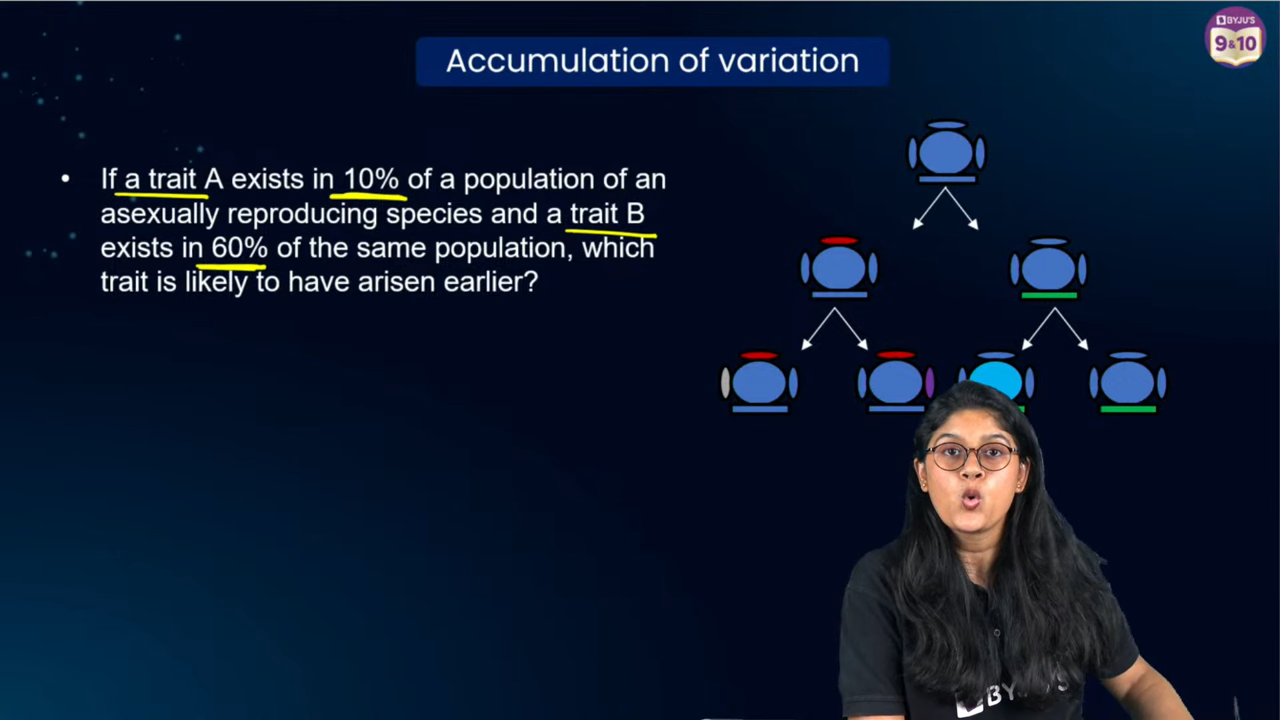 BYJU'S
9&10
Accumulation of variation
• If a trait A exists in 10% of a population of an
asexually reproducing species and a trait B
exists in 60% of the same population, which
trait is likely to have arisen earlier?
BYJU'S